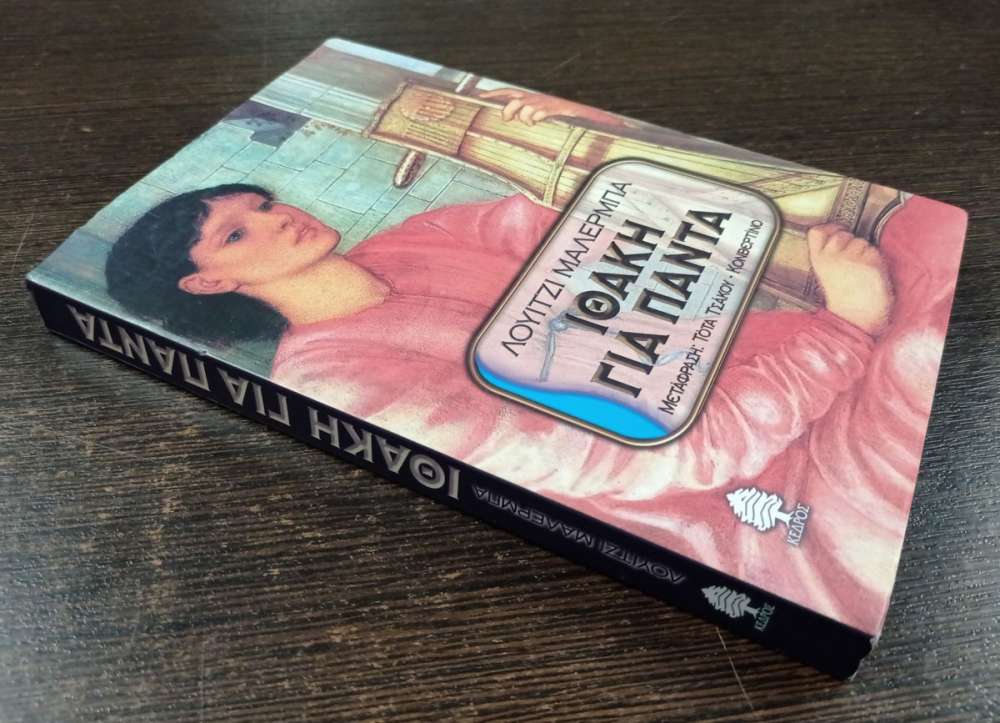 ΛΟΥΙΤΖΙ ΜΑΛΕΡΜΠΑ
ΙΘΑΚΗ
ΓΙΑ ΠΑΝΤΑ
ΜΕΤΑΦΡΑΣΗ: ΤΟΤΑ ΤΣΑΚΟΥ - ΚΟΝΒΕΡΤΙΝΟ
ΚΕΔΡΟΣ
ΙΘΑΚΗ ΓΙΑ ΠΑΝΤΑ
ΛΟΥΙΤΖΙ ΜΑΛΕΡΜΠΑ
ΚΕΔΡΟΣ